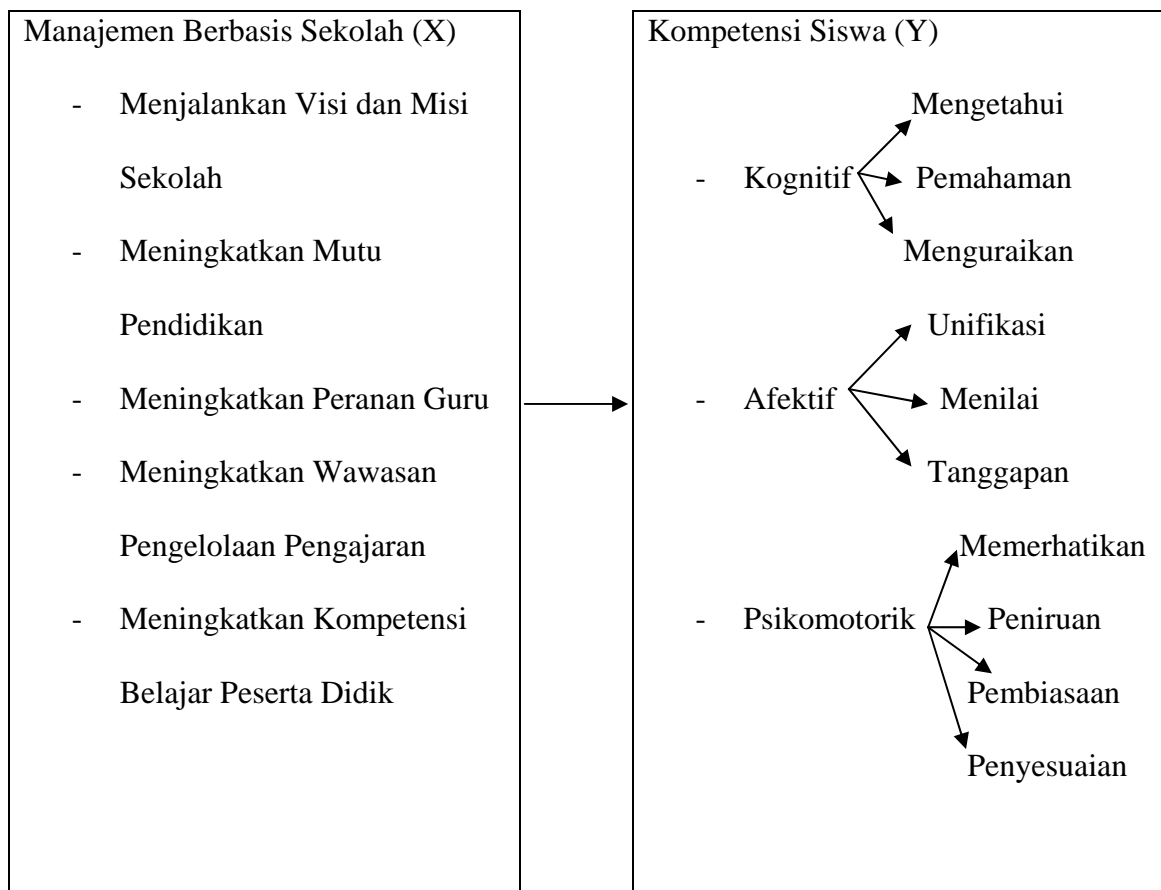 Manajemen Berbasis Sekolah (X)
- Menjalankan Visi dan Misi
Sekolah
- Meningkatkan Mutu
Pendidikan
- Meningkatkan Peranan Guru
- Meningkatkan Wawasan
Pengelolaan Pengajaran
- Meningkatkan Kompetensi
Belajar Peserta Didik
Kompetensi Siswa (Y)
Mengetahui
- Kognitif
Pemahaman
Menguraikan
Unifikasi
- Afektif
Menilai
Tanggapan
Memerhatikan
- Psikomotorik
Peniruan
Pembiasaan
Penyesuaian